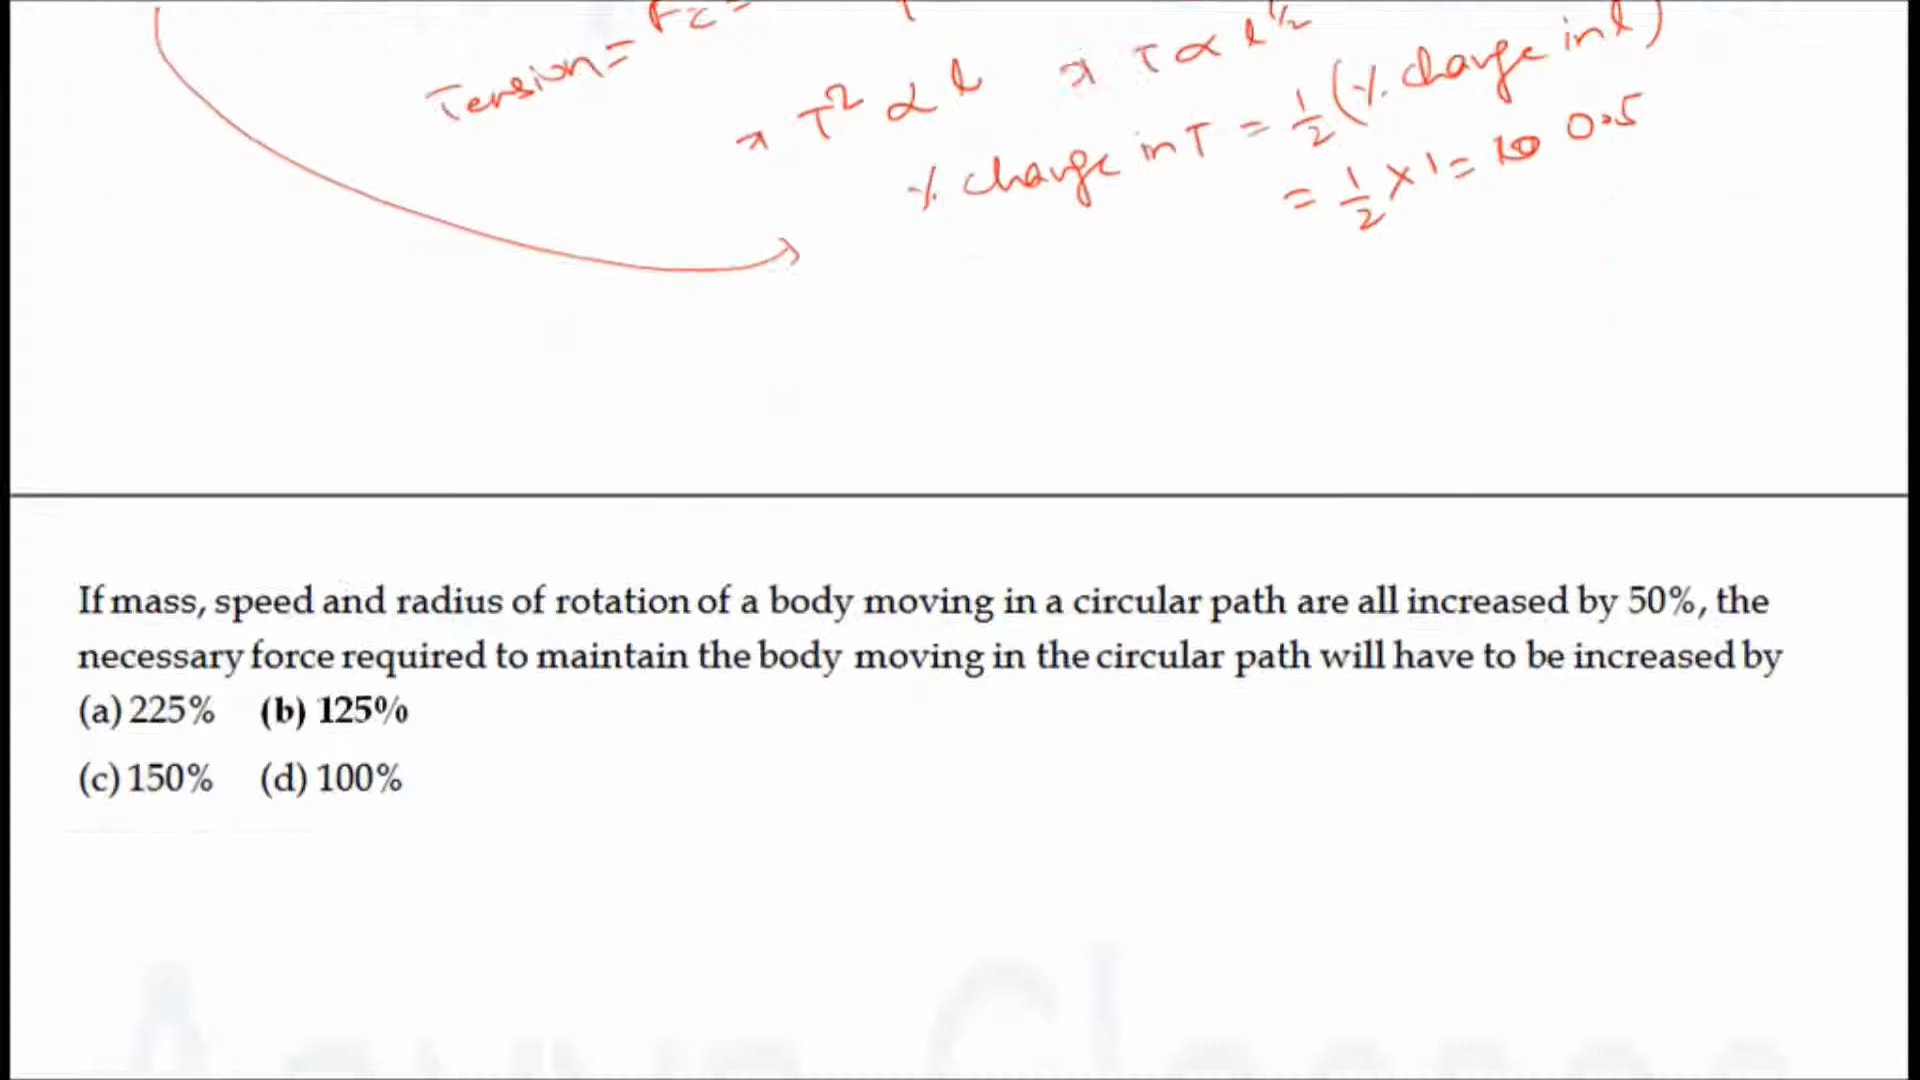 Tension = Fc =
⇒ T² ∝ l ⇒ T ∝ l^1/2
% change in T = 1/2 (% change in l)
= 1/2 × 1 = 0.5
If mass, speed and radius of rotation of a body moving in a circular path are all increased by 50%, the
necessary force required to maintain the body moving in the circular path will have to be increased by
(a) 225% (b) 125%
(c) 150% (d) 100%